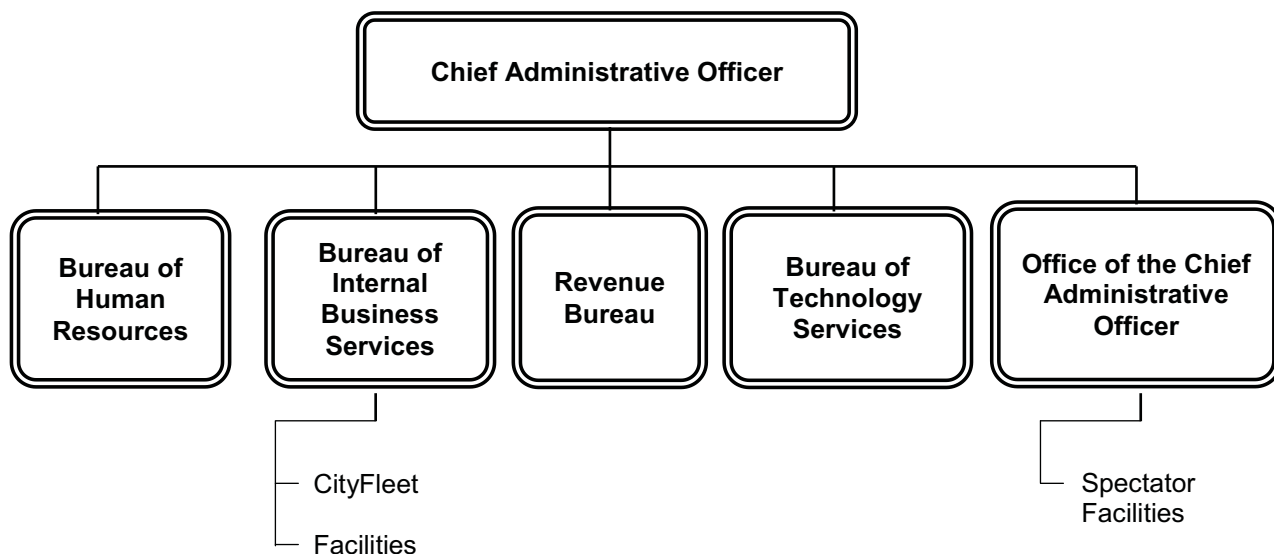 Chief Administrative Officer
Bureau of
Human
Resources
Bureau of
Internal
Business
Services
Revenue
Bureau
Bureau of
Technology
Services
Office of the Chief
Administrative
Officer
CityFleet
Facilities
Spectator
Facilities